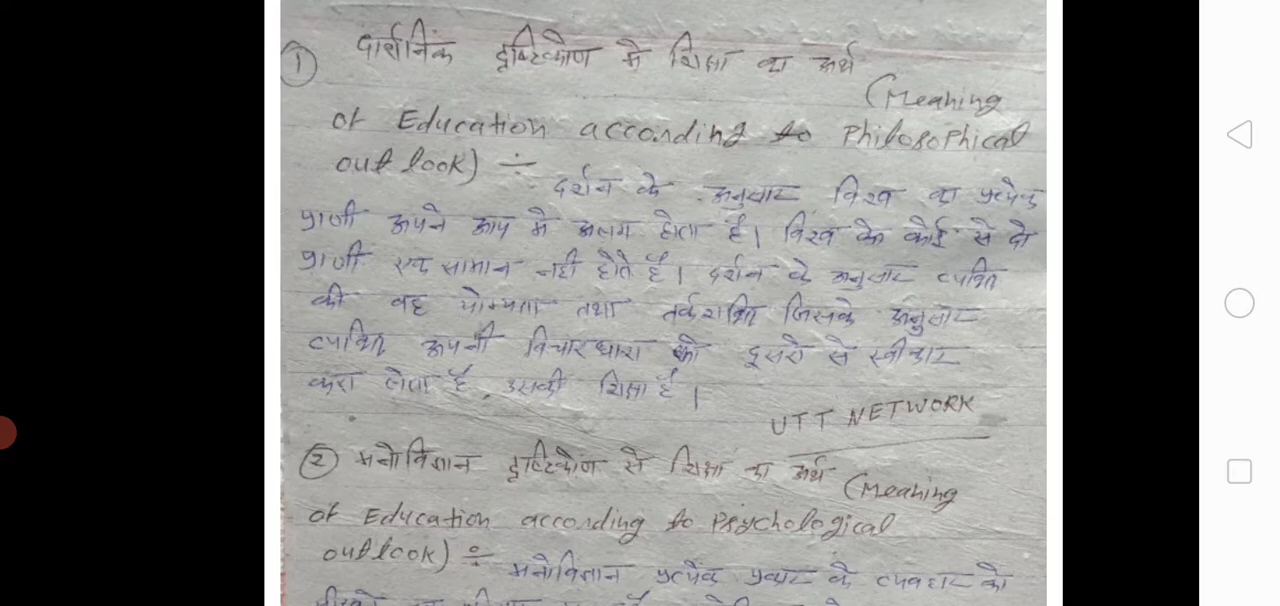 ① दार्शनिक दृष्टिकोण मे शिक्षा का अर्थ
(Meaning
of Education according to Philosophical
out look) ÷
दर्शन के अनुसार विश्व का प्रत्येक
प्राणी अपने आप मे अलग होता है। विश्व के कोई से दो
प्राणी एक सामान नही होते है। दर्शन के अनुसार व्यक्ति
की वह योग्यता तथा तर्कशक्ति जिसके अनुसार
व्यक्ति अपनी विचारधारा को दूसरो से स्वीकार
करा लेता है उसकी शिक्षा है।
UTT NETWORK
② मनोविज्ञान दृष्टिकोण से शिक्षा का अर्थ (Meaning
of Education according to Psychological
outlook) ÷
मनोविज्ञान प्रत्येक प्रकार के व्यवहार को